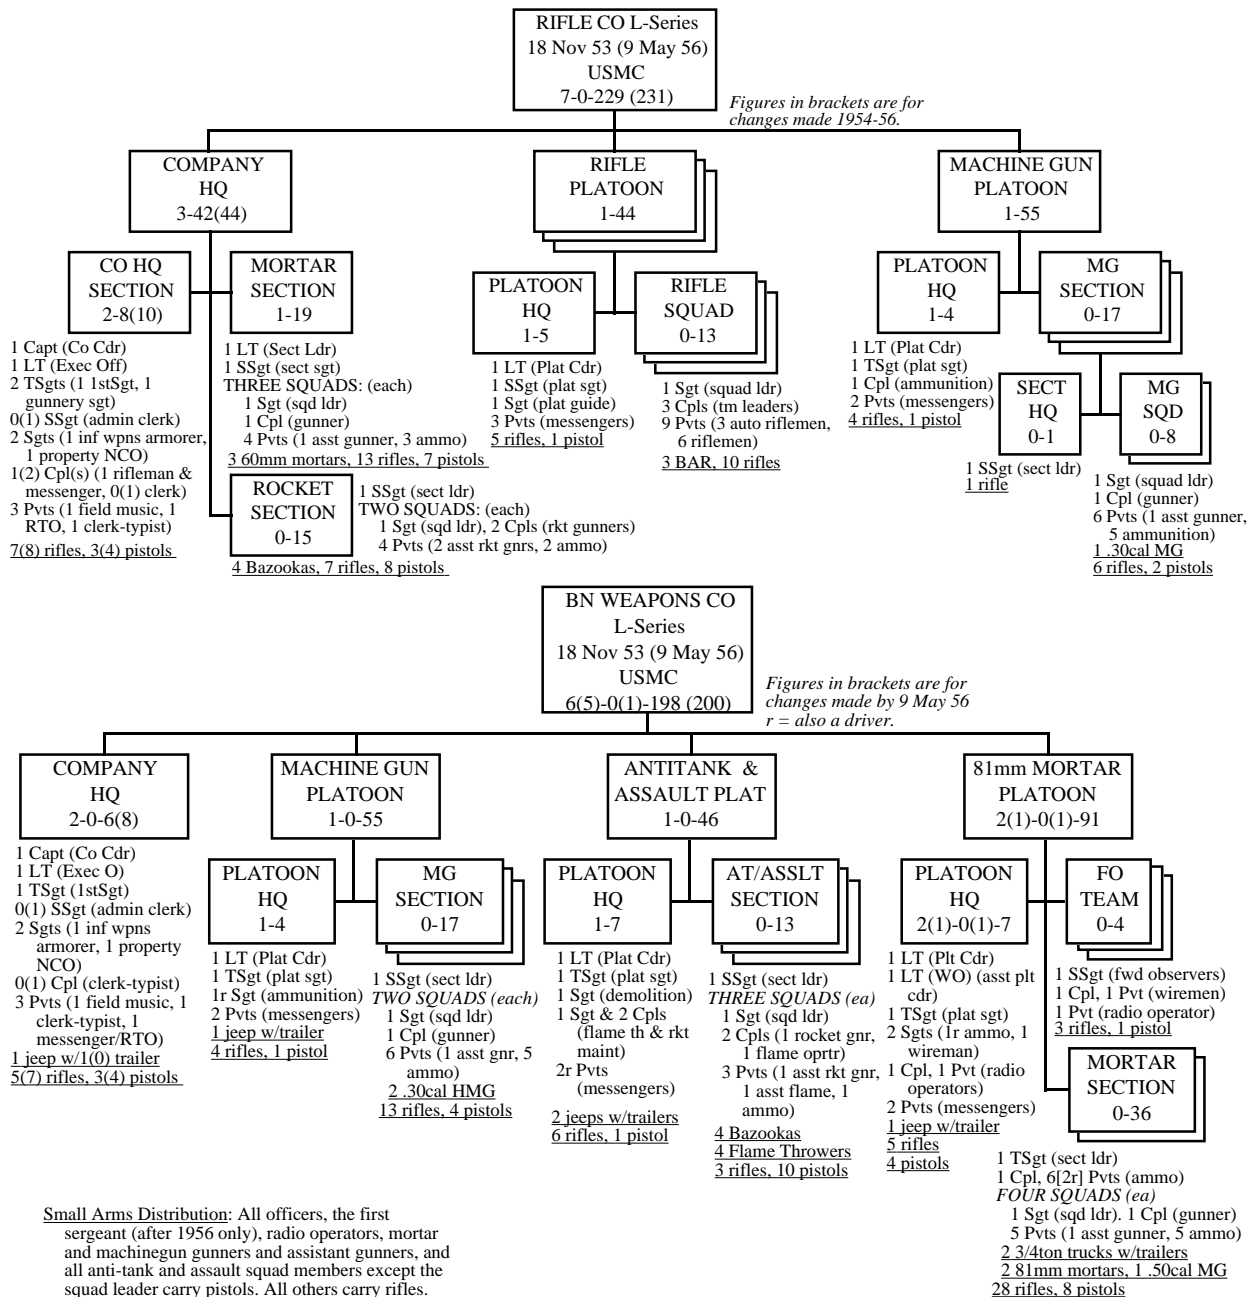 RIFLE CO L-Series
18 Nov 53 (9 May 56)
USMC
7-0-229 (231)
Figures in brackets are for
changes made 1954-56.
COMPANY
HQ
3-42(44)
RIFLE
PLATOON
1-44
MACHINE GUN
PLATOON
1-55
CO HQ
SECTION
2-8(10)
1 Capt (Co Cdr)
1 LT (Exec Off)
2 TSgts (1 1stSgt, 1
gunnery sgt)
0(1) SSgt (admin clerk)
2 Sgts (1 inf wpns armorer,
1 property NCO)
1(2) Cpl(s) (1 rifleman &
messenger, 0(1) clerk)
3 Pvts (1 field music, 1
RTO, 1 clerk-typist)
7(8) rifles, 3(4) pistols
MORTAR
SECTION
1-19
1 LT (Sect Ldr)
1 SSgt (sect sgt)
THREE SQUADS: (each)
1 Sgt (sqd ldr)
1 Cpl (gunner)
4 Pvts (1 asst gunner, 3 ammo)
3 60mm mortars, 13 rifles, 7 pistols
ROCKET
SECTION
0-15
1 SSgt (sect ldr)
TWO SQUADS: (each)
1 Sgt (sqd ldr), 2 Cpls (rkt gunners)
4 Pvts (2 asst rkt gnrs, 2 ammo)
4 Bazookas, 7 rifles, 8 pistols
PLATOON
HQ
1-5
1 LT (Plat Cdr)
1 SSgt (plat sgt)
1 Sgt (plat guide)
3 Pvts (messengers)
5 rifles, 1 pistol
RIFLE
SQUAD
0-13
1 Sgt (squad ldr)
3 Cpls (tm leaders)
9 Pvts (3 auto riflemen,
6 riflemen)
3 BAR, 10 rifles
PLATOON
HQ
1-4
1 LT (Plat Cdr)
1 TSgt (plat sgt)
1 Cpl (ammunition)
2 Pvts (messengers)
4 rifles, 1 pistol
MG
SECTION
0-17
SECT
HQ
0-1
1 SSgt (sect ldr)
1 rifle
MG
SQD
0-8
1 Sgt (squad ldr)
1 Cpl (gunner)
6 Pvts (1 asst gunner,
5 ammunition)
1 .30cal MG
6 rifles, 2 pistols
BN WEAPONS CO
L-Series
18 Nov 53 (9 May 56)
USMC
6(5)-0(1)-198 (200)
Figures in brackets are for
changes made by 9 May 56
r = also a driver.
COMPANY
HQ
2-0-6(8)
1 Capt (Co Cdr)
1 LT (Exec O)
1 TSgt (1stSgt)
0(1) SSgt (admin clerk)
2 Sgts (1 inf wpns
armorer, 1 property
NCO)
0(1) Cpl (clerk-typist)
3 Pvts (1 field music, 1
clerk-typist, 1
messenger/RTO)
1 jeep w/1(0) trailer
5(7) rifles, 3(4) pistols
MACHINE GUN
PLATOON
1-0-55
PLATOON
HQ
1-4
1 LT (Plat Cdr)
1 TSgt (plat sgt)
1r Sgt (ammunition)
2 Pvts (messengers)
1 jeep w/trailer
4 rifles, 1 pistol
MG
SECTION
0-17
1 SSgt (sect ldr)
TWO SQUADS (each)
1 Sgt (sqd ldr)
1 Cpl (gunner)
6 Pvts (1 asst gnr, 5
ammo)
2 .30cal HMG
13 rifles, 4 pistols
ANTITANK &
ASSAULT PLAT
1-0-46
PLATOON
HQ
1-7
1 LT (Plat Cdr)
1 TSgt (plat sgt)
1 Sgt (demolition)
1 Sgt & 2 Cpls
(flame th & rkt
maint)
2r Pvts
(messengers)
2 jeeps w/trailers
6 rifles, 1 pistol
AT/ASSLT
SECTION
0-13
1 SSgt (sect ldr)
THREE SQUADS (ea)
1 Sgt (sqd ldr)
2 Cpls (1 rocket gnr,
1 flame oprtr)
3 Pvts (1 asst rkt gnr,
1 asst flame, 1
ammo)
4 Bazookas
4 Flame Throwers
3 rifles, 10 pistols
81mm MORTAR
PLATOON
2(1)-0(1)-91
PLATOON
HQ
2(1)-0(1)-7
1 LT (Plt Cdr)
1 LT (WO) (asst plt
cdr)
1 TSgt (plat sgt)
2 Sgts (1r ammo, 1
wireman)
1 Cpl, 1 Pvt (radio
operators)
2 Pvts (messengers)
1 jeep w/trailer
5 rifles
4 pistols
FO
TEAM
0-4
1 SSgt (fwd observers)
1 Cpl, 1 Pvt (wiremen)
1 Pvt (radio operator)
3 rifles, 1 pistol
MORTAR
SECTION
0-36
1 TSgt (sect ldr)
1 Cpl, 6[2r] Pvts (ammo)
FOUR SQUADS (ea)
1 Sgt (sqd ldr). 1 Cpl (gunner)
5 Pvts (1 asst gunner, 5 ammo)
2 3/4ton trucks w/trailers
2 81mm mortars, 1 .50cal MG
28 rifles, 8 pistols
Small Arms Distribution: All officers, the first
sergeant (after 1956 only), radio operators, mortar
and machinegun gunners and assistant gunners, and
all anti-tank and assault squad members except the
squad leader carry pistols. All others carry rifles.